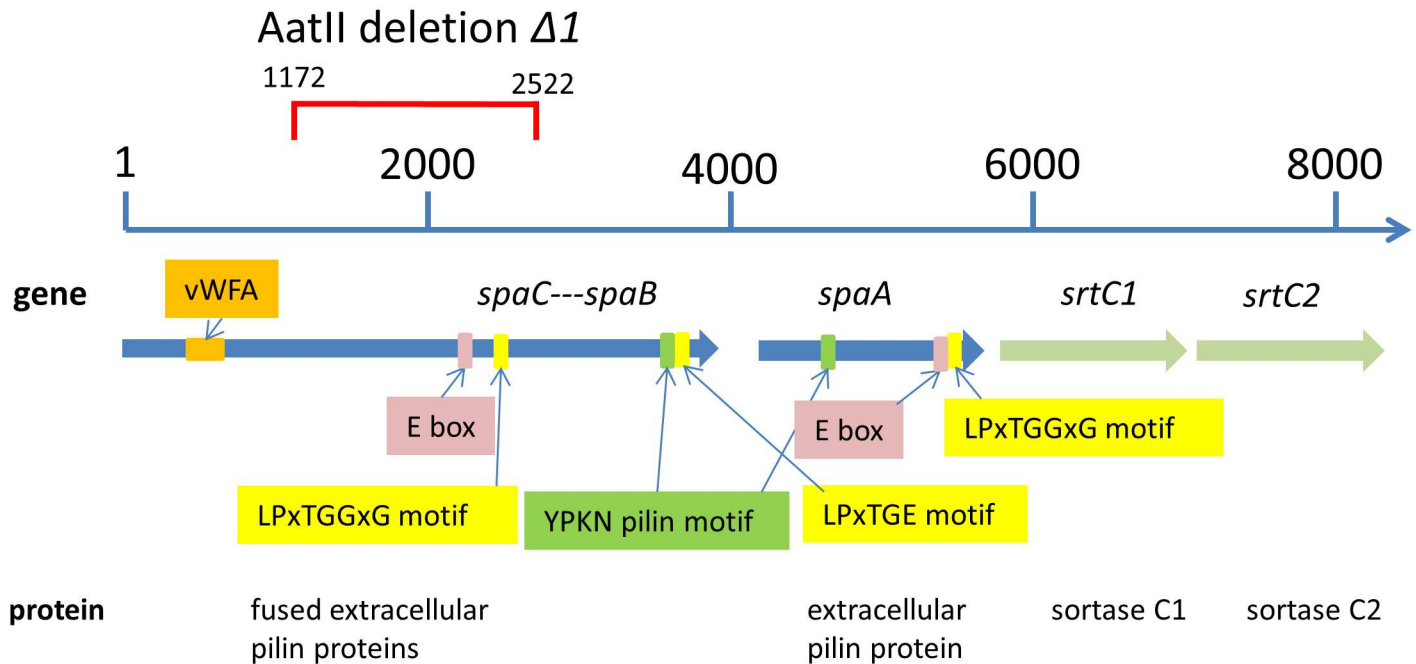 AatII deletion Δ1
1172 2522
1 2000 4000 6000 8000
gene vWFA spaC---spaB spaA srtC1 srtC2
E box E box LPxTGGxG motif
LPxTGGxG motif YPKN pilin motif LPxTGE motif
protein fused extracellular extracellular sortase C1 sortase C2
pilin proteins pilin protein